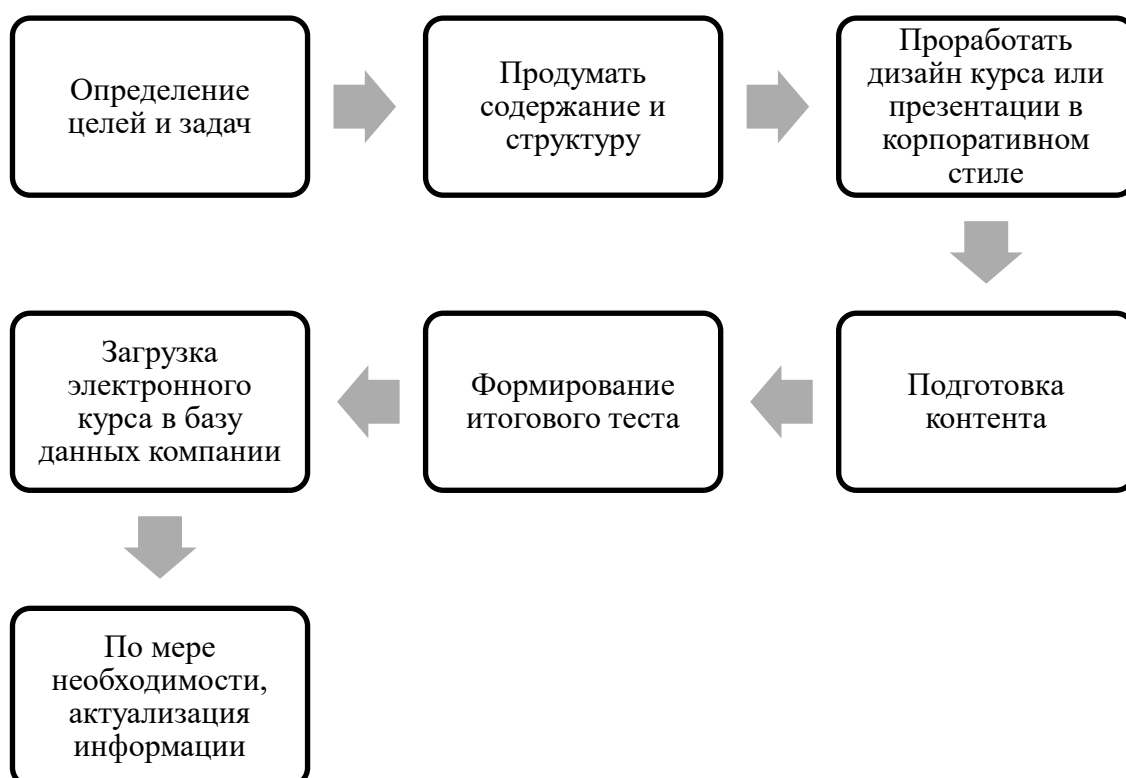 Определение
целей и задач
Продумать
содержание и
структуру
Проработать
дизайн курса или
презентации в
корпоративном
стиле
Подготовка
контента
Формирование
итогового теста
Загрузка
электронного
курса в базу
данных компании
По мере
необходимости,
актуализация
информации